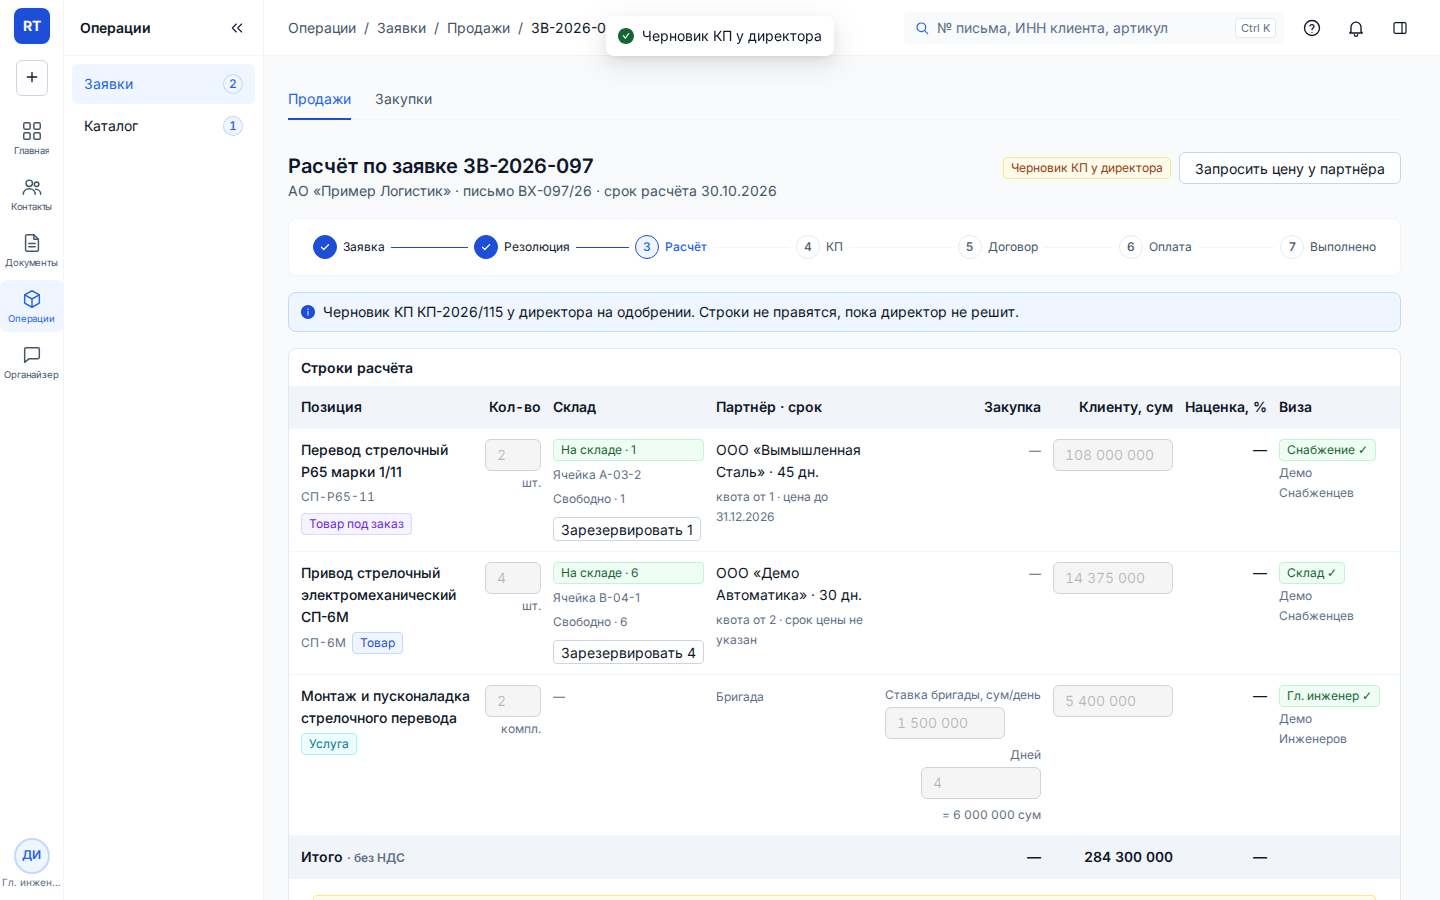 RT
Операции
Операции / Заявки / Продажи / ЗВ-2026-0
Черновик КП у директора
№ письма, ИНН клиента, артикул
Ctrl K
Главная
Контакты
Документы
Операции
Органайзер
Заявки 2
Каталог 1
Продажи Закупки
Расчёт по заявке ЗВ-2026-097
АО «Пример Логистик» · письмо ВХ-097/26 · срок расчёта 30.10.2026
Черновик КП у директора
Запросить цену у партнёра
Заявка
Резолюция
3 Расчёт
4 КП
5 Договор
6 Оплата
7 Выполнено
Черновик КП КП-2026/115 у директора на одобрении. Строки не правятся, пока директор не решит.
Строки расчёта
Позиция Кол-во Склад Партнёр · срок Закупка Клиенту, сум Наценка, % Виза
Перевод стрелочный
Р65 марки 1/11
СП-Р65-11
Товар под заказ
2
шт.
На складе · 1
Ячейка А-03-2
Свободно · 1
Зарезервировать 1
ООО «Вымышленная
Сталь» · 45 дн.
квота от 1 · цена до
31.12.2026
—
108 000 000
—
Снабжение ✓
Демо
Снабженцев
Привод стрелочный
электромеханический
СП-6М
СП-6М Товар
4
шт.
На складе · 6
Ячейка В-04-1
Свободно · 6
Зарезервировать 4
ООО «Демо
Автоматика» · 30 дн.
квота от 2 · срок цены не
указан
—
14 375 000
—
Склад ✓
Демо
Снабженцев
Монтаж и пусконаладка
стрелочного перевода
Услуга
2
компл.
—
Бригада
Ставка бригады, сум/день
1 500 000
Дней
4
= 6 000 000 сум
5 400 000
—
Гл. инженер ✓
Демо
Инженеров
Итого · без НДС — 284 300 000 —
ДИ
Гл. инжен...